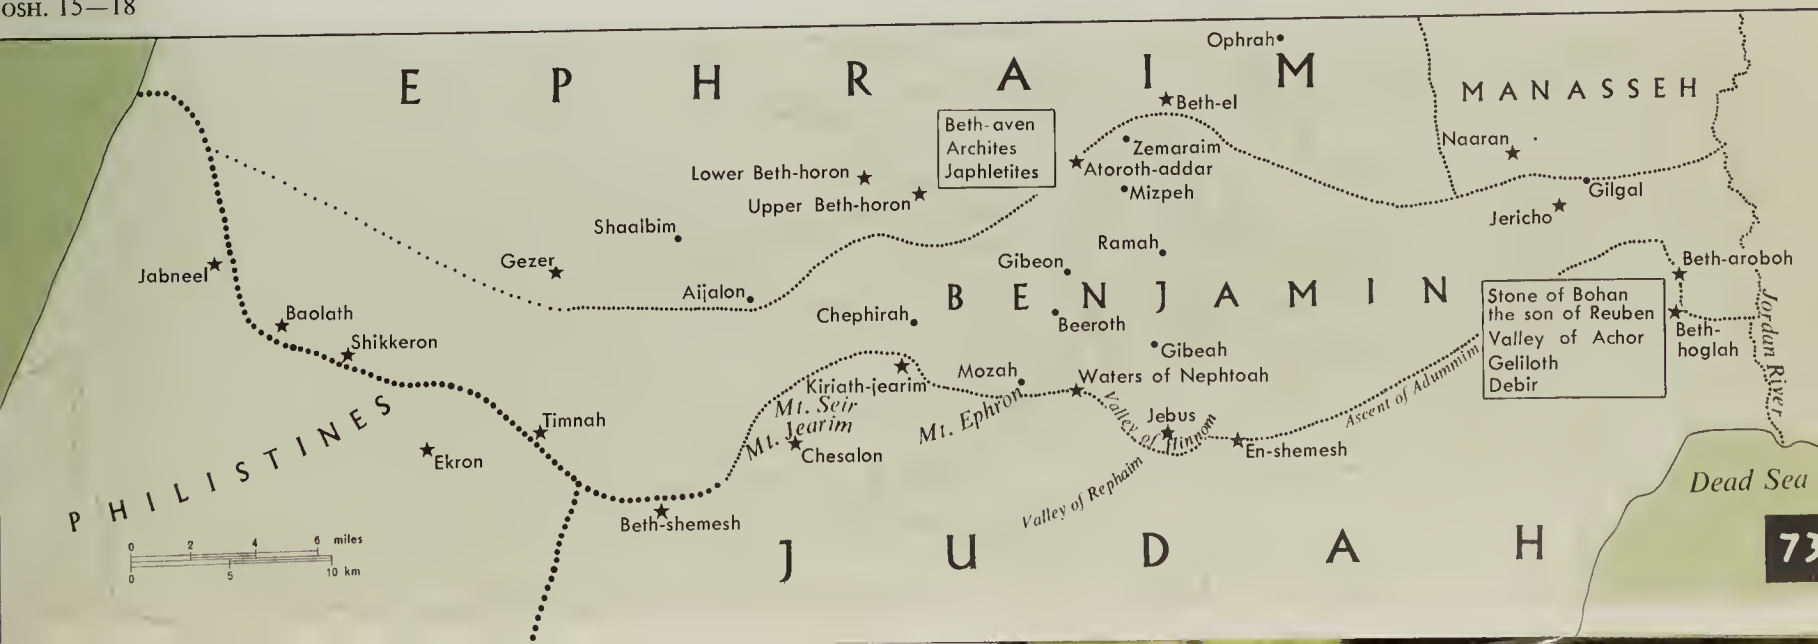 OSH. 15—18
Ophrah
E P H R A I M
MANASSEH
Beth-el
Beth-aven
Archites
Japhletites
Zemaraim
Naaran
Atoroth-addar
Lower Beth-horon
Mizpeh
Gilgal
Upper Beth-horon
Jericho
Shaalbim
Ramah
Gezer
Gibeon
Beth-aroboh
Jabneel
Aijalon
B E N J A M I N
Stone of Bohan
the son of Reuben
Valley of Achor
Geliloth
Debir
Baolath
Chephirah
Beeroth
Beth-
hoglah
Jordan River
Shikkeron
Gibeah
Kiriath-jearim
Mozah
Waters of Nephtoah
Ascent of Adummim
Mt. Seir
Mt. Jearim
Mt. Ephron
Valley of Hinnom
Jebus
PHILISTINES
Timnah
Ekron
Chesalon
En-shemesh
Valley of Rephaim
Dead Sea
Beth-shemesh
J U D A H
73
0 2 4 6 miles
0 5 10 km